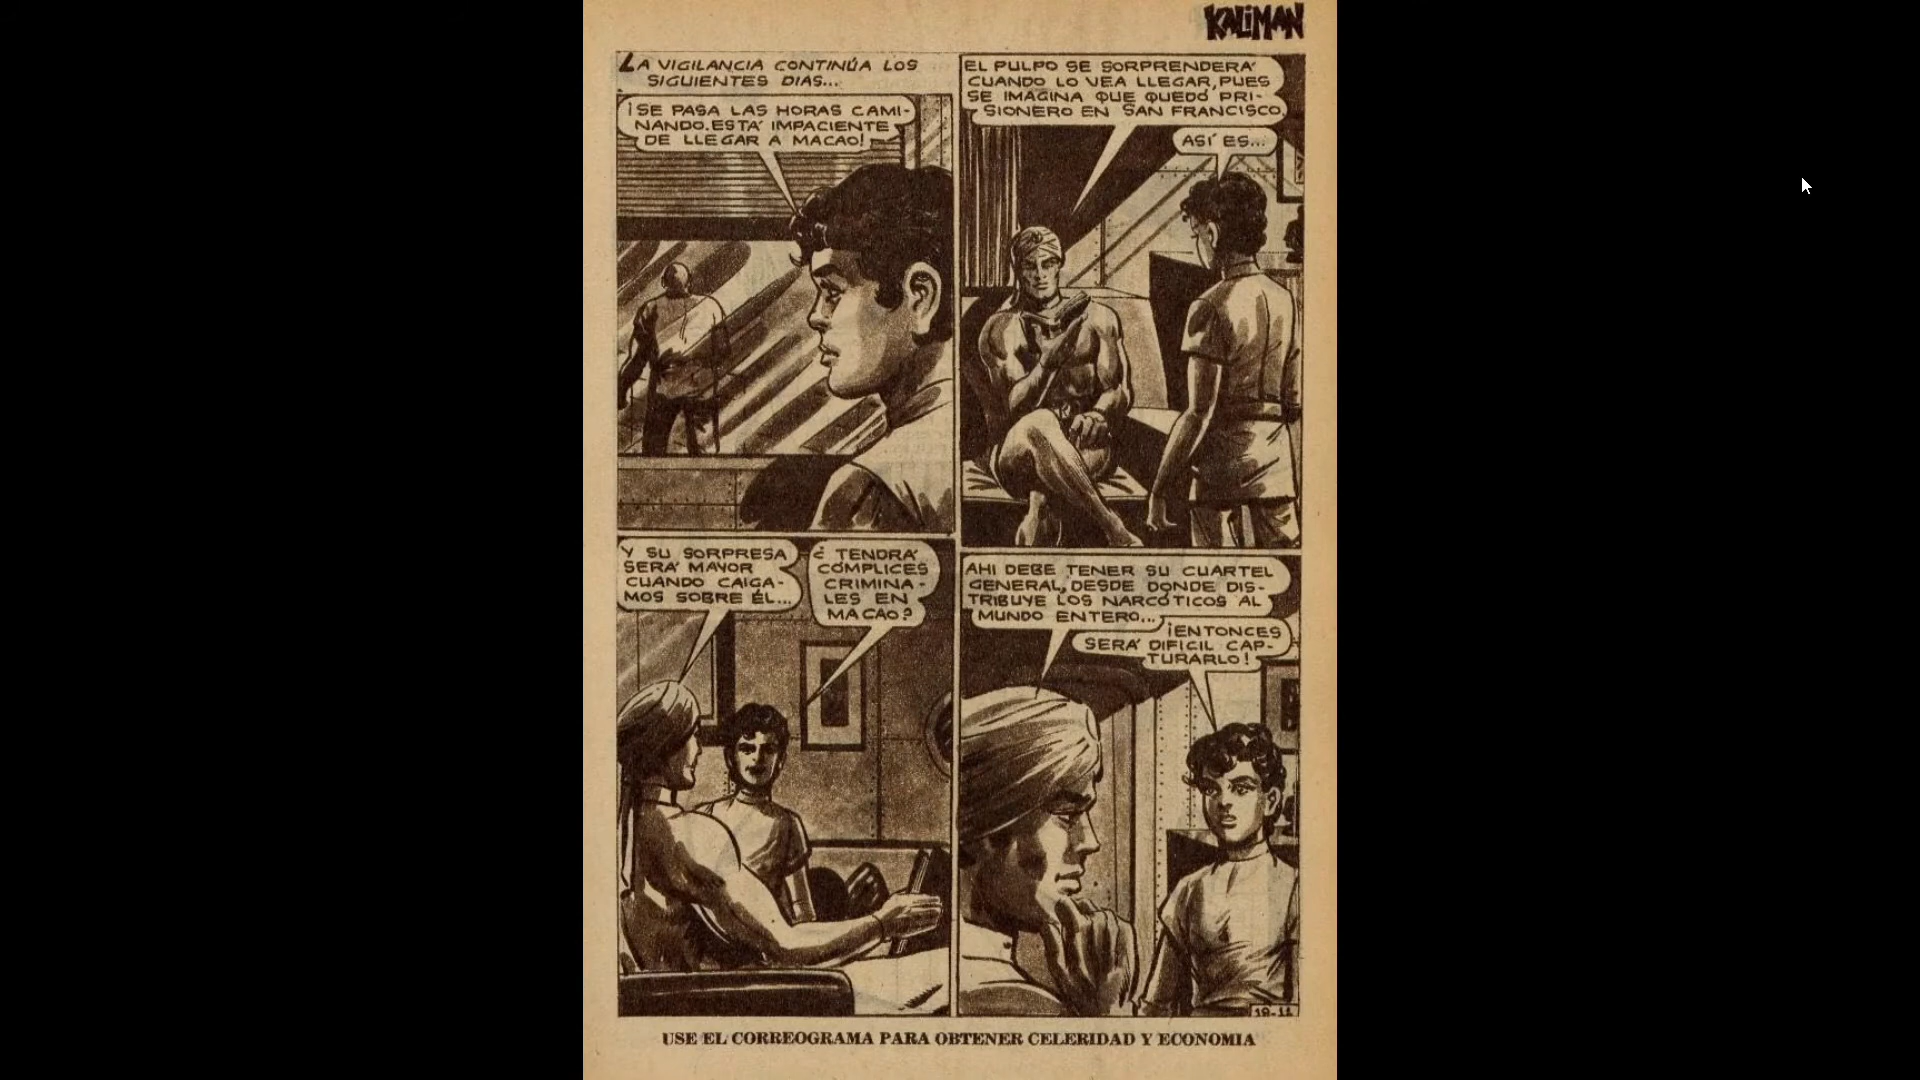 KALIMAN
LA VIGILANCIA CONTINÚA LOS
SIGUIENTES DIAS...
¡SE PASA LAS HORAS CAMI-
NANDO. ESTÁ IMPACIENTE
DE LLEGAR A MACAO!
EL PULPO SE SORPRENDERÁ
CUANDO LO VEA LLEGAR, PUES
SE IMAGINA QUE QUEDÓ PRI-
SIONERO EN SAN FRANCISCO.
ASÍ ES...
Y SU SORPRESA
SERÁ MAYOR
CUANDO CAIGA-
MOS SOBRE ÉL...
¿TENDRÁ
CÓMPLICES
CRIMINA-
LES EN
MACAO?
AHI DEBE TENER SU CUARTEL
GENERAL, DESDE DONDE DIS-
TRIBUYE LOS NARCÓTICOS AL
MUNDO ENTERO...
¡ENTONCES
SERÁ DIFICIL CAP-
TURARLO!
19-11
USE EL CORREOGRAMA PARA OBTENER CELERIDAD Y ECONOMIA